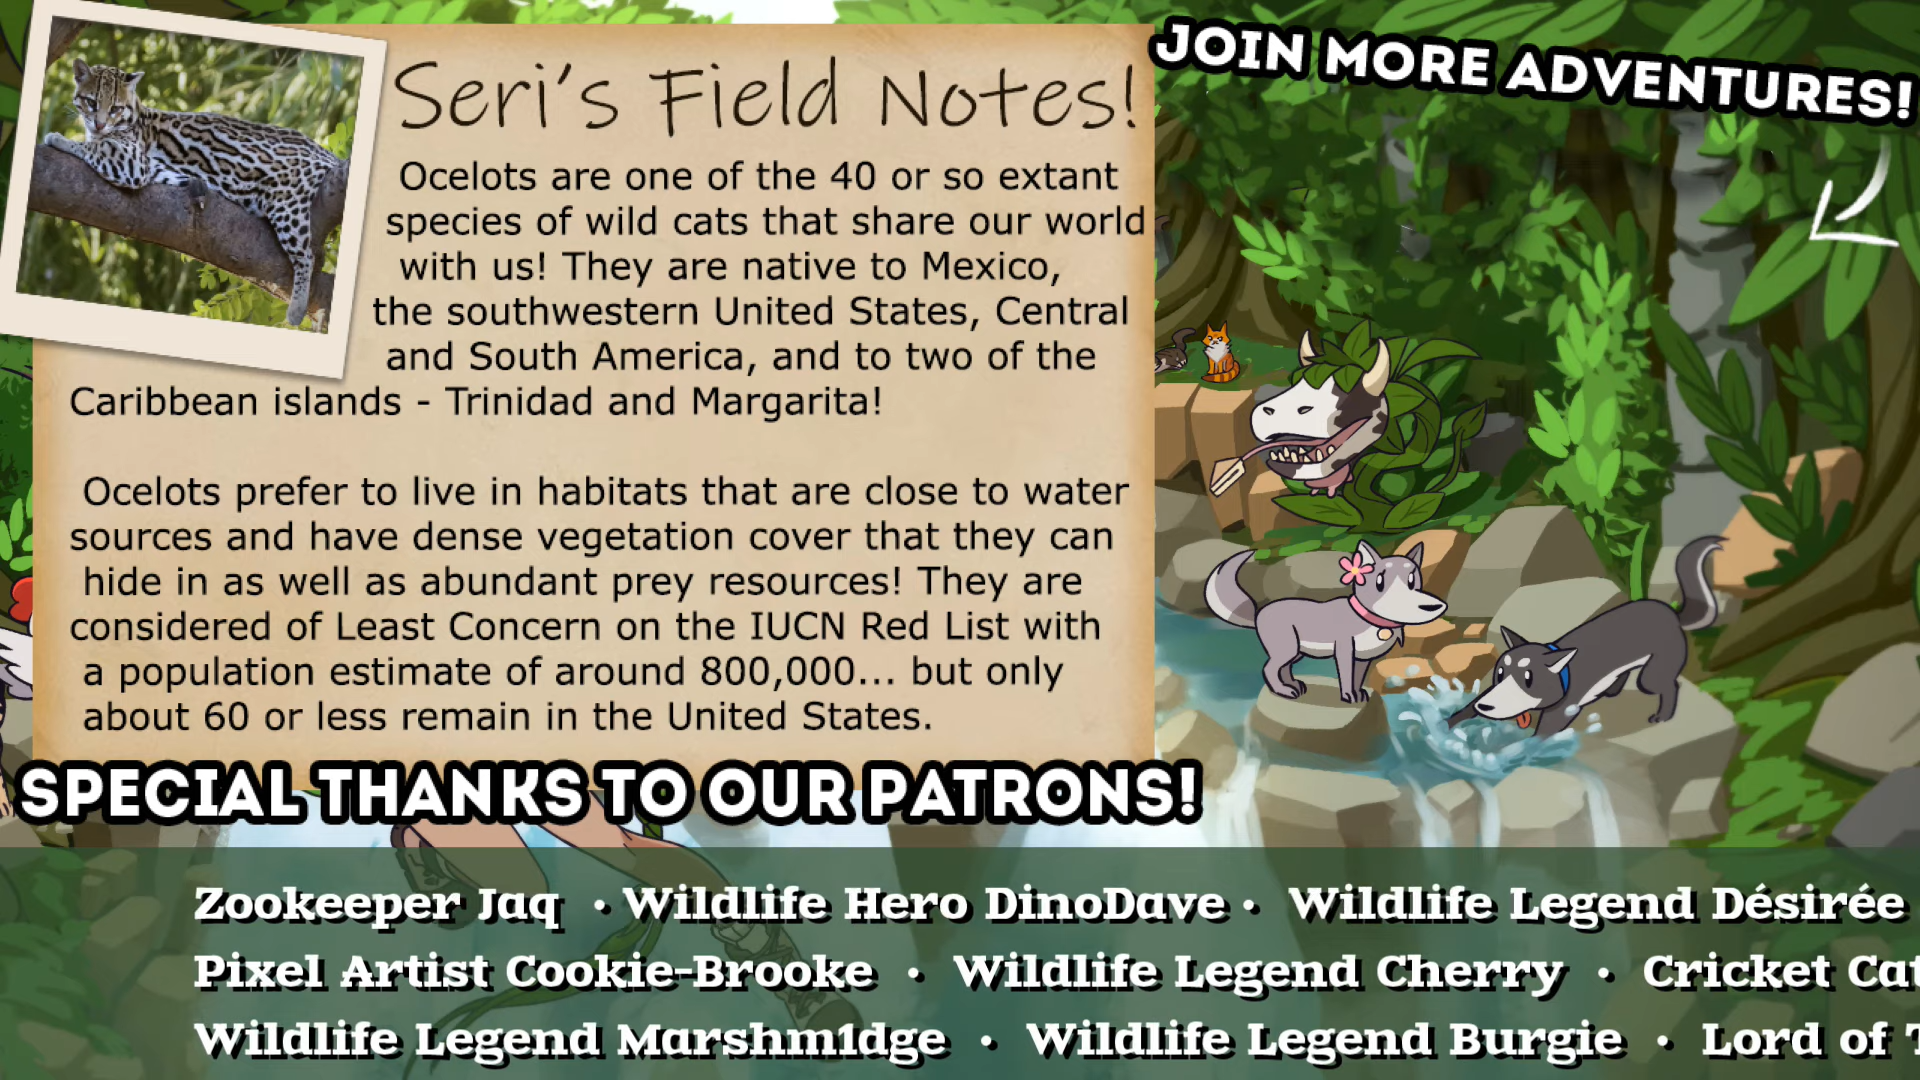 Seri's Field Notes!
Ocelots are one of the 40 or so extant
species of wild cats that share our world
with us! They are native to Mexico,
the southwestern United States, Central
and South America, and to two of the
Caribbean islands - Trinidad and Margarita!
Ocelots prefer to live in habitats that are close to water
sources and have dense vegetation cover that they can
hide in as well as abundant prey resources! They are
considered of Least Concern on the IUCN Red List with
a population estimate of around 800,000... but only
about 60 or less remain in the United States.
JOIN MORE ADVENTURES!
SPECIAL THANKS TO OUR PATRONS!
Zookeeper Jaq • Wildlife Hero DinoDave • Wildlife Legend Désirée
Pixel Artist Cookie-Brooke • Wildlife Legend Cherry • Cricket Cat
Wildlife Legend Marshm1dge • Wildlife Legend Burgie • Lord of